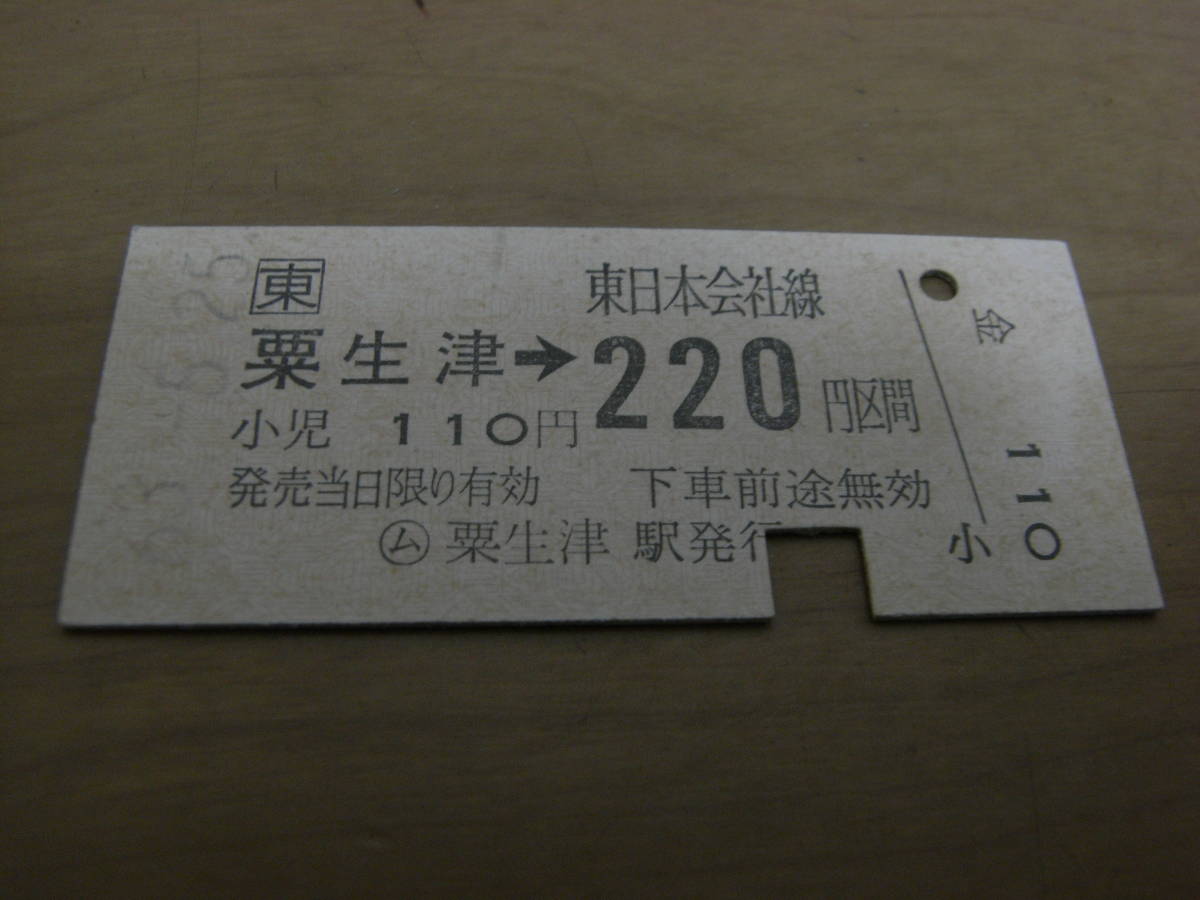 東
東日本会社線
粟生津➔220円区間
小児 110円
発売当日限り有効 下車前途無効
㋰粟生津 駅発行
金
小 110